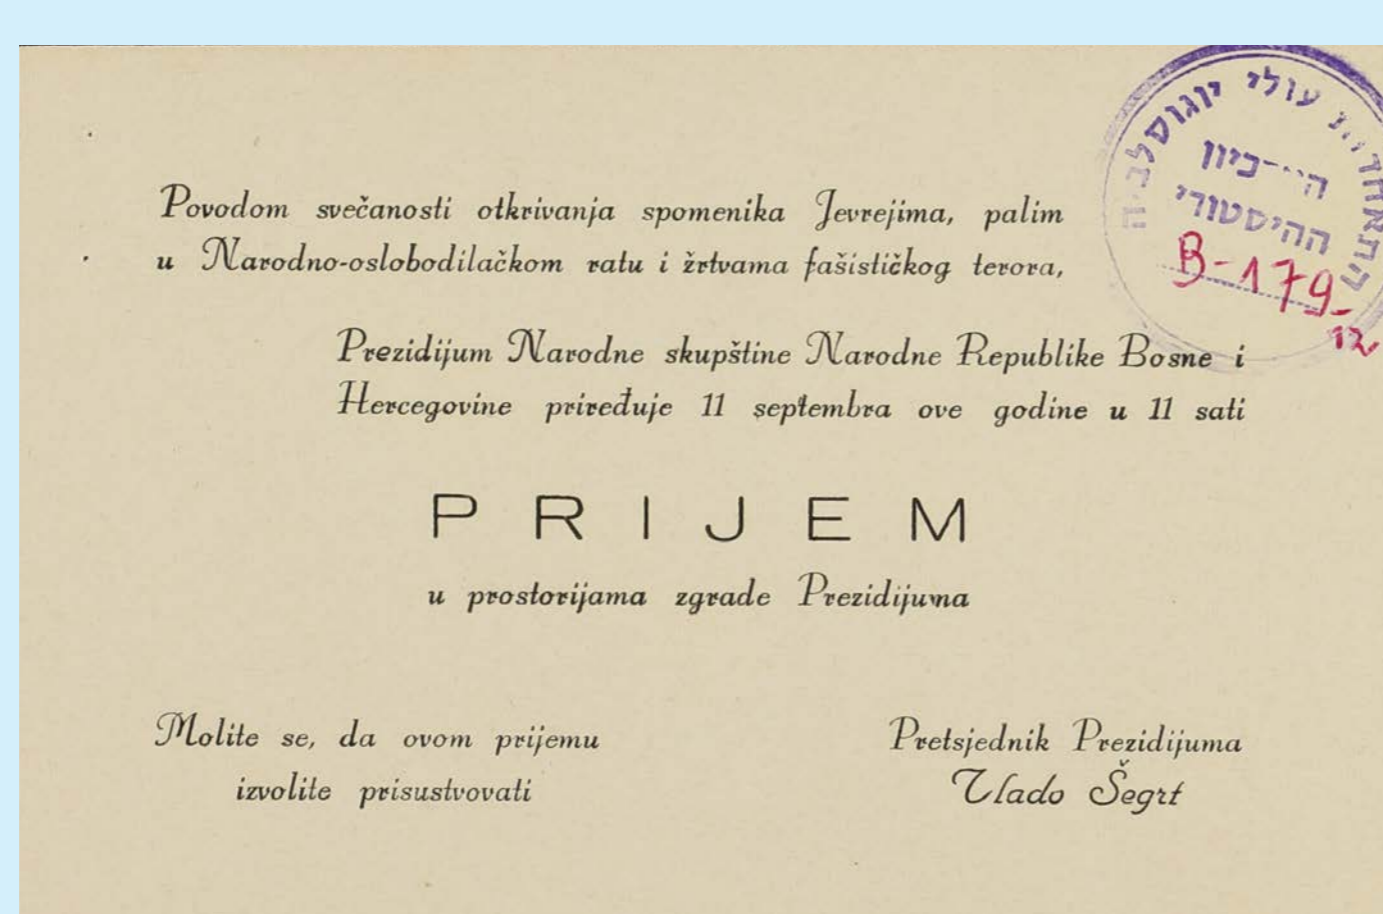 Povodom svečanosti otkrivanja spomenika Jevrejima, palim
u Narodno-oslobodilačkom ratu i žrtvama fašističkog terora,
Prezidijum Narodne skupštine Narodne Republike Bosne i
Hercegovine priređuje 11 septembra ove godine u 11 sati
PRIJEM
u prostorijama zgrade Prezidijuma
Molite se, da ovom prijemu
izvolite prisustvovati
Pretsjednik Prezidijuma
Vlado Šegrt
עולי יוגוסלביה
ההיסטורי
B-179-
12